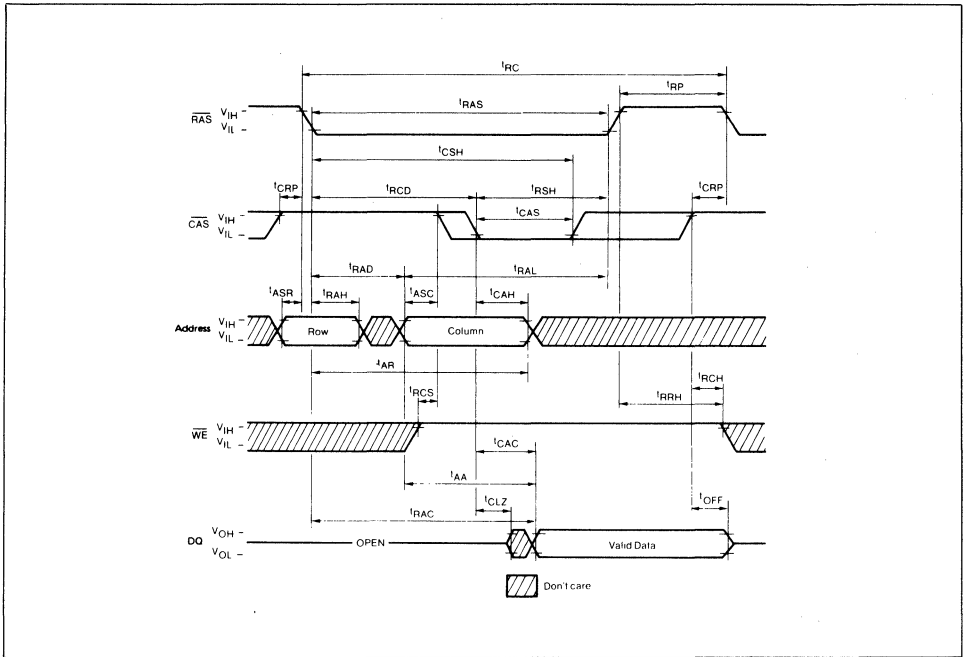 tRC
tRP
tRAS
RAS VIH
VIL
tCSH
tCRP tRCD tRSH tCRP
tCAS
CAS VIH
VIL
tRAD tRAL
tASR tRAH tASC tCAH
Address VIH
VIL
Row Column
tAR
tRCS tRCH
tRRH
WE VIH
VIL
tCAC
tAA
tCLZ tOFF
tRAC
DQ VOH
VOL
OPEN Valid Data
Don't care